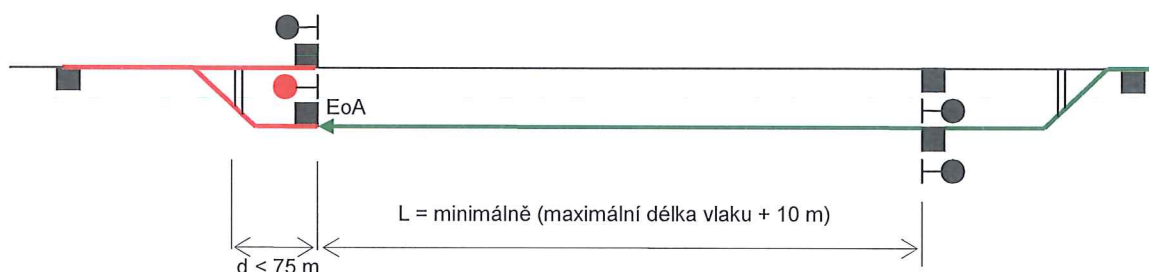 EoA
L = minimálně (maximální délka vlaku + 10 m)
d < 75 m